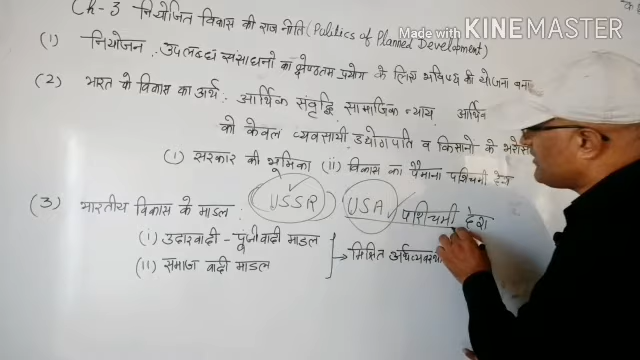 Made with KINEMASTER
Ch-3 नियोजित विकास की राजनीति (Politics of Planned Development)
(1) नियोजन : उपलब्ध संसाधनों का श्रेष्ठतम प्रयोग के लिए भविष्य की योजना बना
(2) भारत के विकास का अर्थ : आर्थिक संवृद्धि सामाजिक न्याय आर्थि
को केवल व्यवसायी उद्योगपति व किसानो के भरोसे
(i) सरकार की भूमिका (ii) विकास का पैमाना पश्चिमी देश
(3) भारतीय विकास के माडल : USSR USA पश्चिमी देश
(i) उदारवादी - पूंजीवादी माडल
(ii) समाज वादी माडल → मिश्रित अर्थव्यवस्था